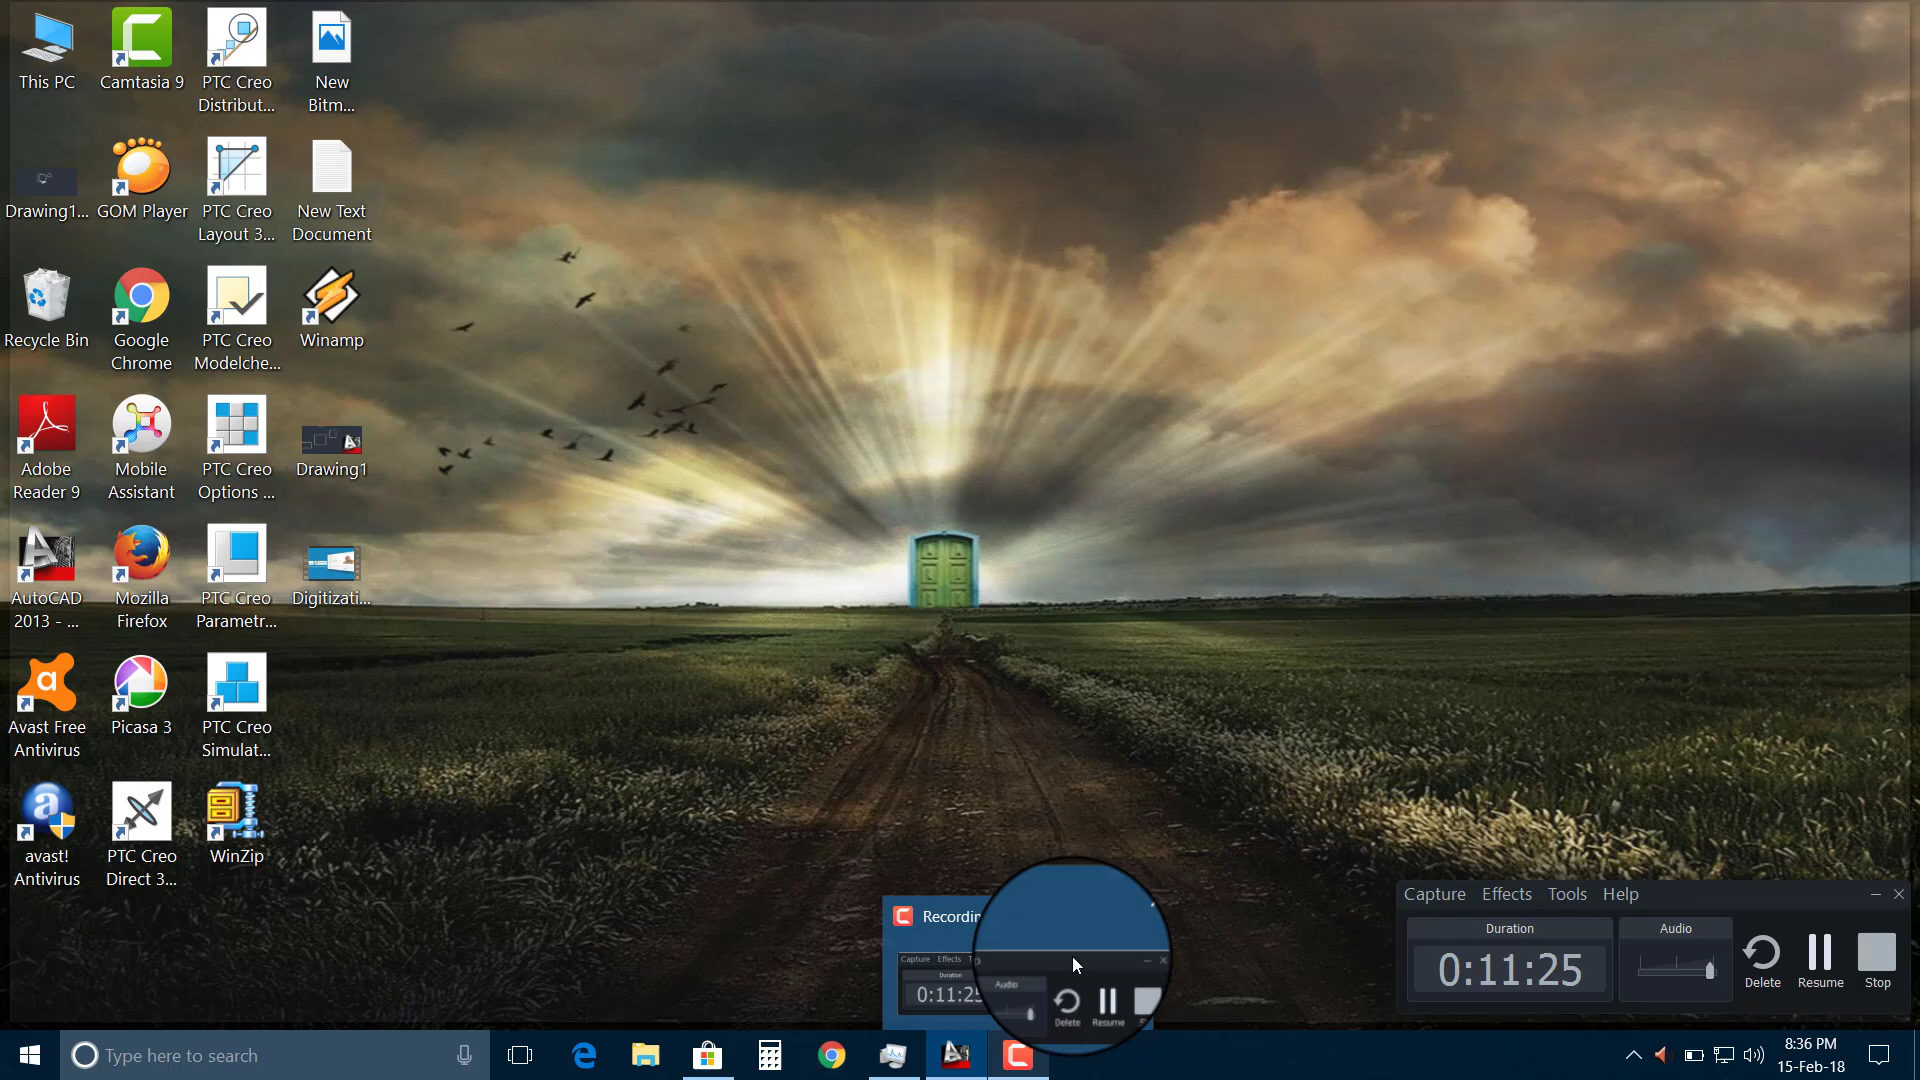 This PC
Camtasia 9
PTC Creo
Distribut...
New
Bitm...
Drawing1...
GOM Player
PTC Creo
Layout 3...
New Text
Document
Recycle Bin
Google
Chrome
PTC Creo
Modelche...
Winamp
Adobe
Reader 9
Mobile
Assistant
PTC Creo
Options ...
Drawing1
AutoCAD
2013 - ...
Mozilla
Firefox
PTC Creo
Parametr...
Digitizati...
Avast Free
Antivirus
Picasa 3
PTC Creo
Simulat...
avast!
Antivirus
PTC Creo
Direct 3...
WinZip
Recordin
Capture Effects
Duration
0:11:25
Audio
Delete
Resume
Capture Effects Tools Help
Duration
0:11:25
Audio
Delete
Resume
Stop
Type here to search
8:36 PM
15-Feb-18